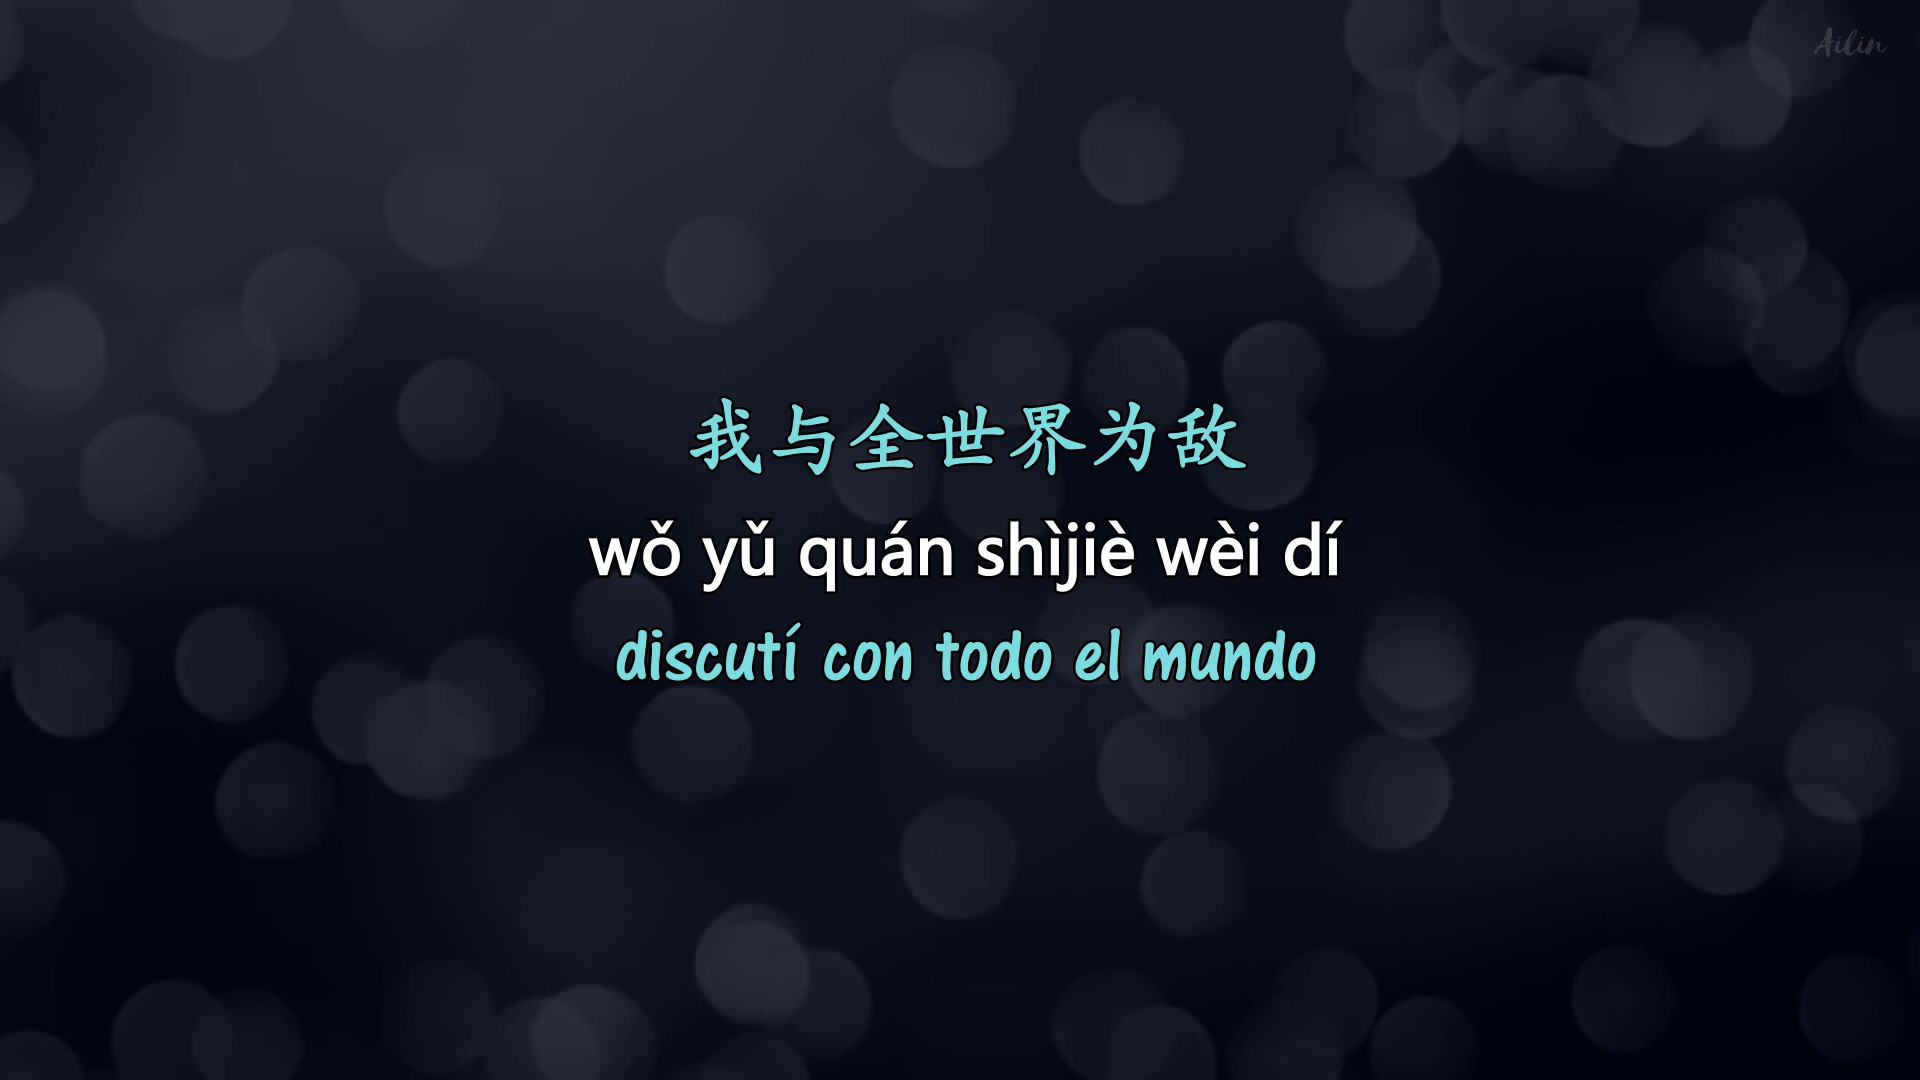 Ailin
我与全世界为敌
wǒ yǔ quán shìjiè wèi dí
discutí con todo el mundo